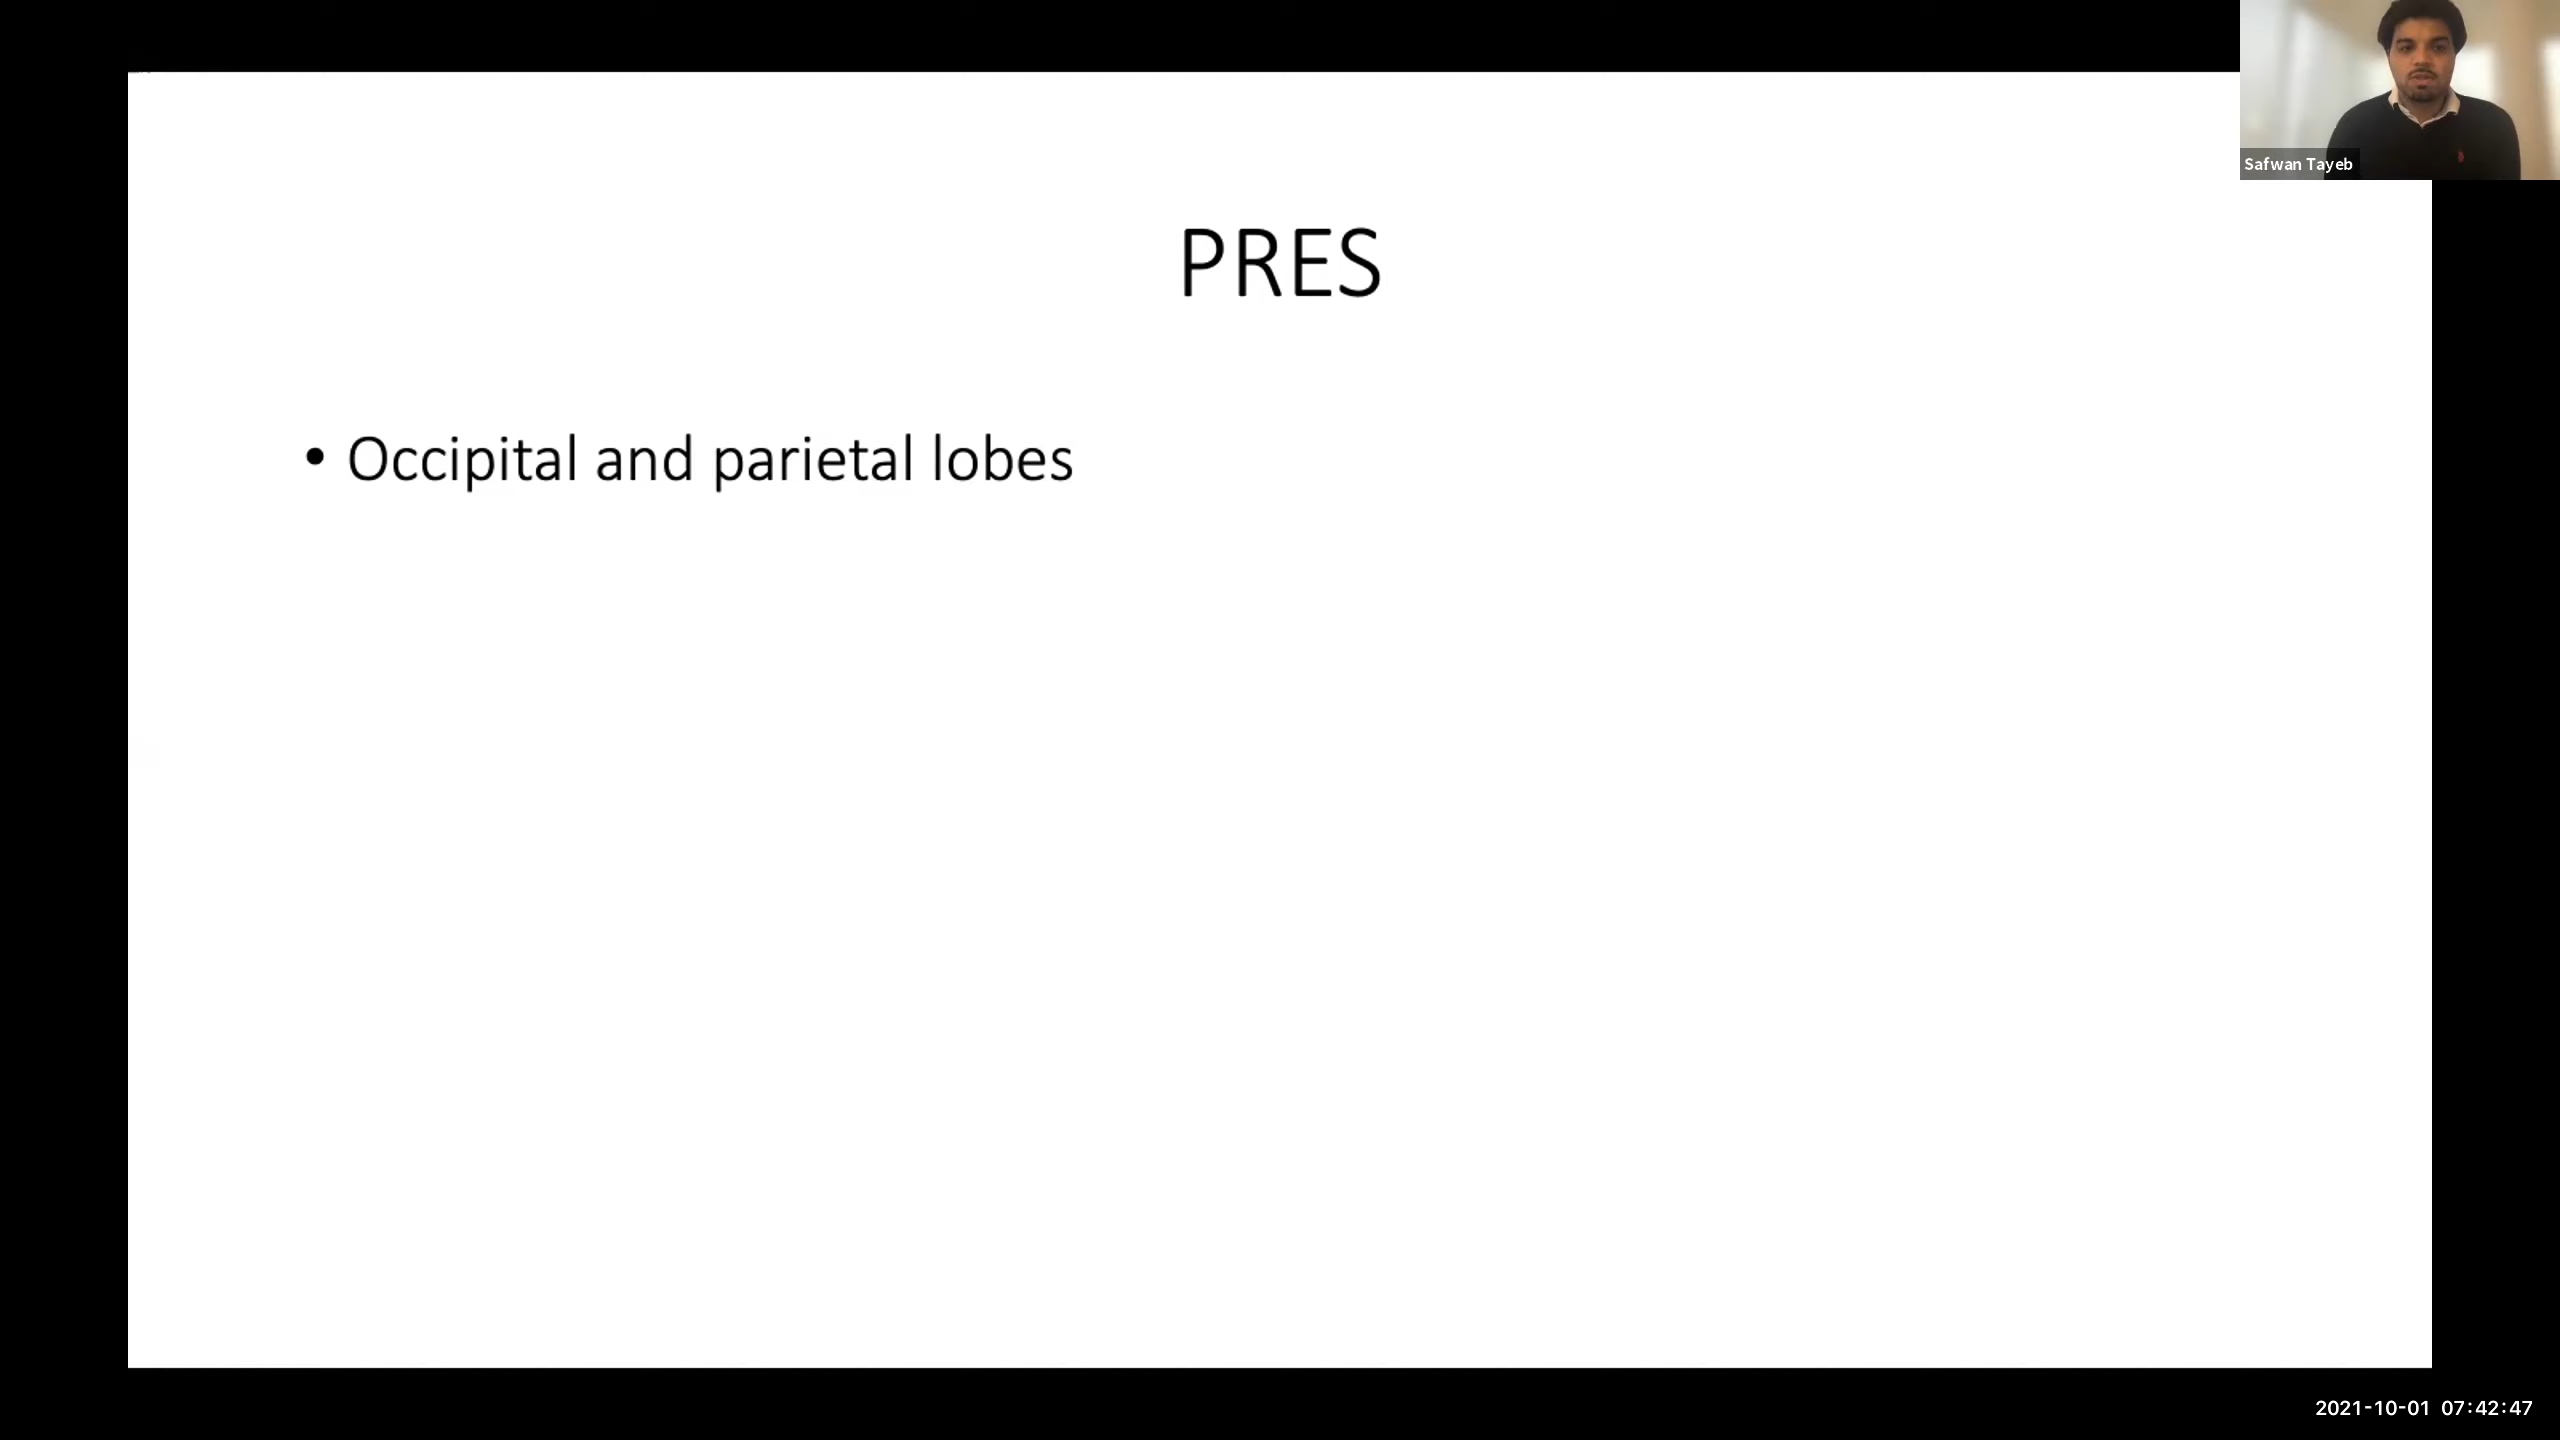 Safwan Tayeb
PRES
• Occipital and parietal lobes
2021-10-01 07:42:47